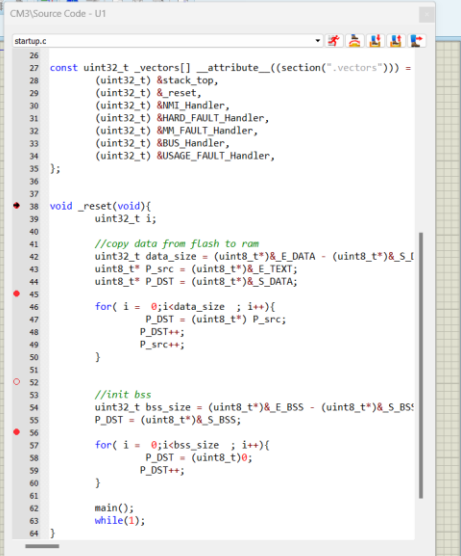 CM3\Source Code - U1
startup.c
26
27 const uint32_t _vectors[] __attribute__((section(".vectors"))) =
28 (uint32_t) &stack_top,
29 (uint32_t) &_reset,
30 (uint32_t) &NMI_Handler,
31 (uint32_t) &HARD_FAULT_Handler,
32 (uint32_t) &MM_FAULT_Handler,
33 (uint32_t) &BUS_Handler,
34 (uint32_t) &USAGE_FAULT_Handler,
35 };
36
37
38 void _reset(void){
39 uint32_t i;
40
41 //copy data from flash to ram
42 uint32_t data_size = (uint8_t*)&_E_DATA - (uint8_t*)&_S_D
43 uint8_t* P_src = (uint8_t*)&_E_TEXT;
44 uint8_t* P_DST = (uint8_t*)&_S_DATA;
45
46 for( i = 0;i<data_size ; i++){
47 P_DST = (uint8_t*) P_src;
48 P_DST++;
49 P_src++;
50 }
51
52
53 //init bss
54 uint32_t bss_size = (uint8_t*)&_E_BSS - (uint8_t*)&_S_BSS
55 P_DST = (uint8_t*)&_S_BSS;
56
57 for( i = 0;i<bss_size ; i++){
58 P_DST = (uint8_t)0;
59 P_DST++;
60 }
61
62 main();
63 while(1);
64 }